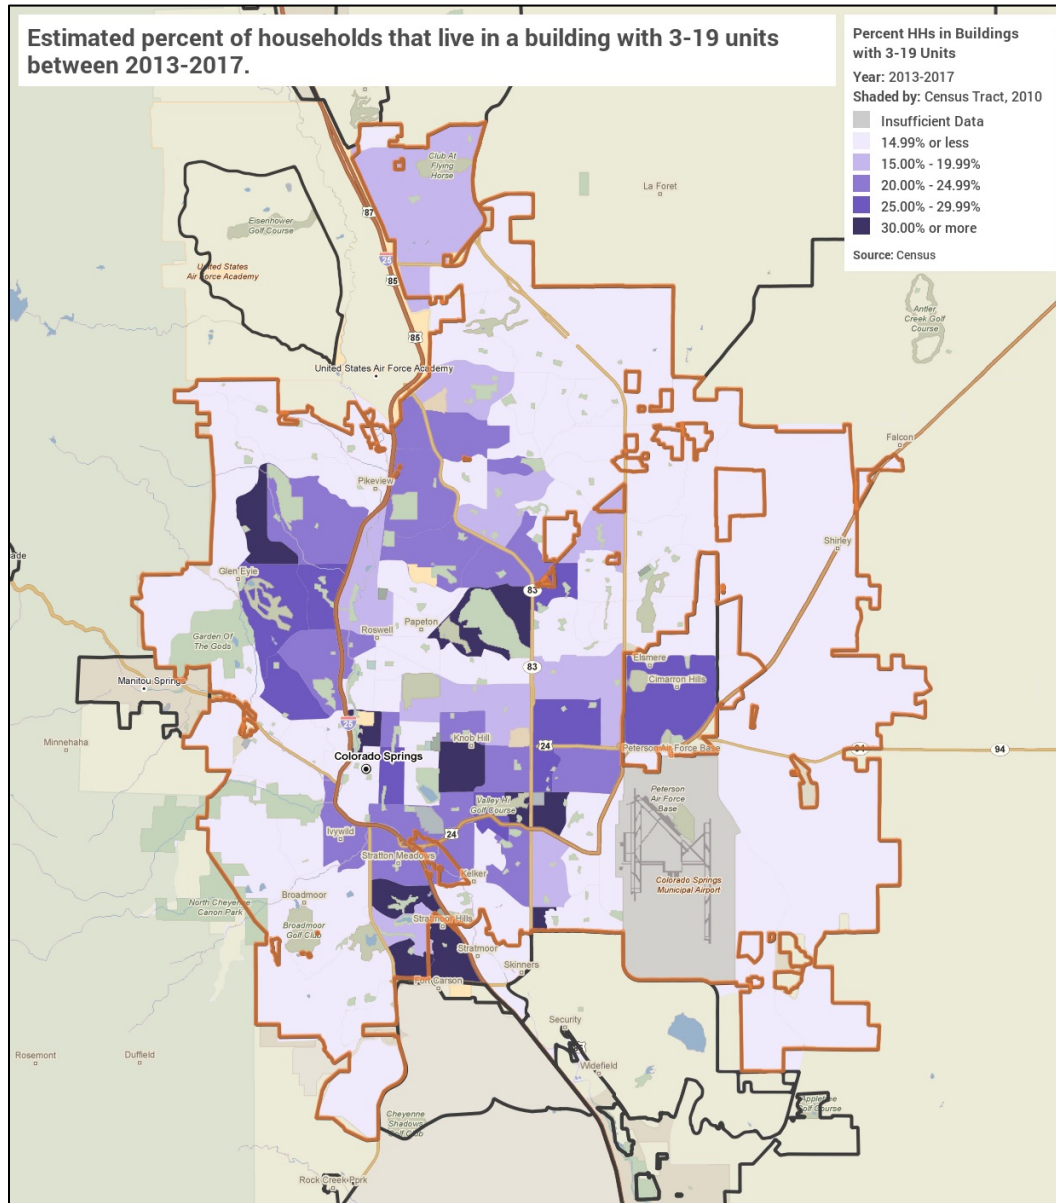 Estimated percent of households that live in a building with 3-19 units
between 2013-2017.
Percent HHs in Buildings
with 3-19 Units
Year: 2013-2017
Shaded by: Census Tract, 2010
Insufficient Data
14.99% or less
15.00% - 19.99%
20.00% - 24.99%
25.00% - 29.99%
30.00% or more
Source: Census
Club At
Flying
Horse
La Foret
87
Eisenhower
Golf Course
25
United States
Air Force Academy
85
Antler
Creek Golf
Course
85
United States Air Force Academy
Falcon
Pikeview
Shirley
ade
Glen Eyie
83
Garden Of
The Gods
Roswell
Papeton
83
Elsmere
Cimarron Hills
Manitou Springs
25
Minnehaha
Knob Hill
24
Peterson Air Force Base
94
Colorado Springs
Peterson
Air Force
Base
Valley Hi
Golf Course
24
Ivywild
Stratton Meadows
Kelker
Colorado Springs
Municipal Airport
North Cheyenne
Canon Park
Broadmoor
Broadmoor
Golf Club
Stratmoor Hills
Stratmoor
Skinners
Fort Carson
Security
Rosemont
Duffield
Widefield
Cheyenne
Shadows
Golf Club
Appletree
Golf Course
Rock Creek Park